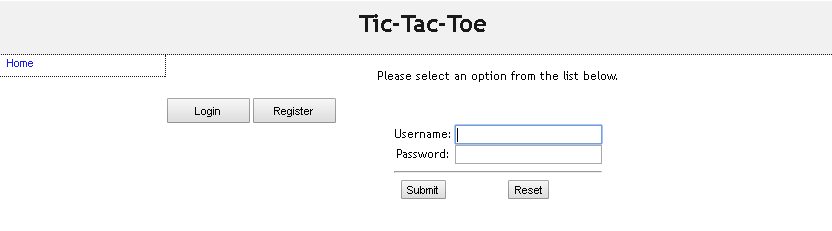 Tic-Tac-Toe
Home
Please select an option from the list below.
Login Register
Username:
Password:
Submit Reset